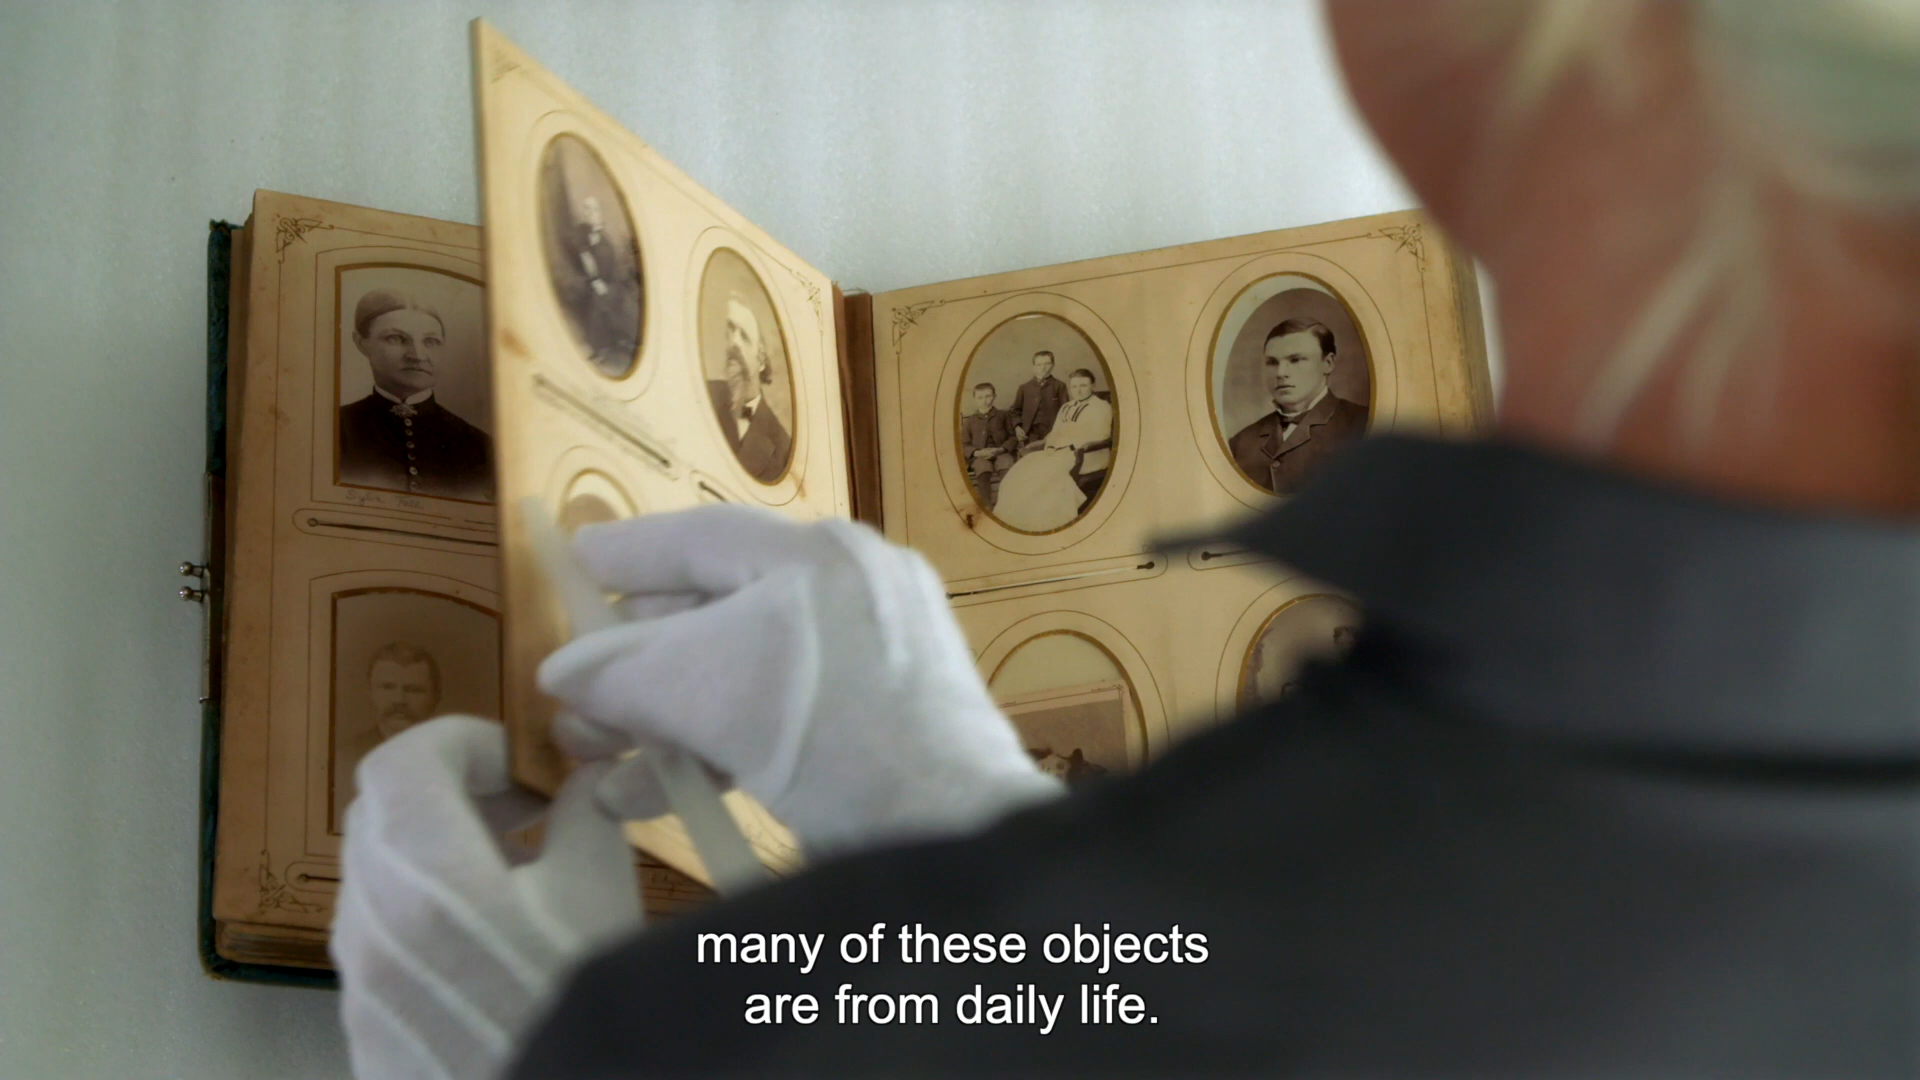 many of these objects
are from daily life.